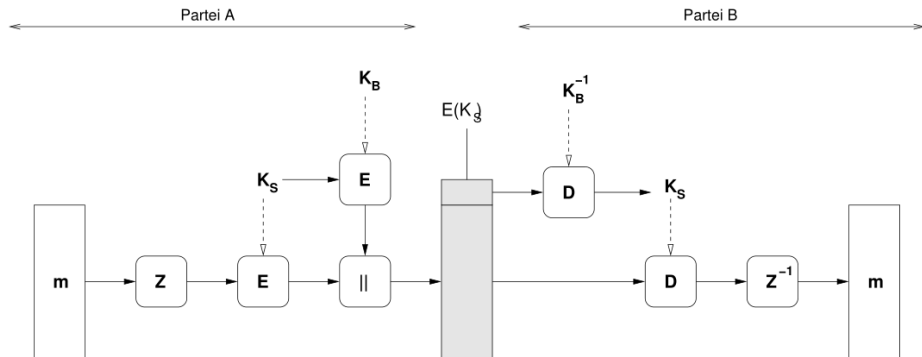 Partei A
Partei B
K_B
K_B^-1
E(K_S)
K_S
E
D
K_S
m
Z
E
||
D
Z^-1
m